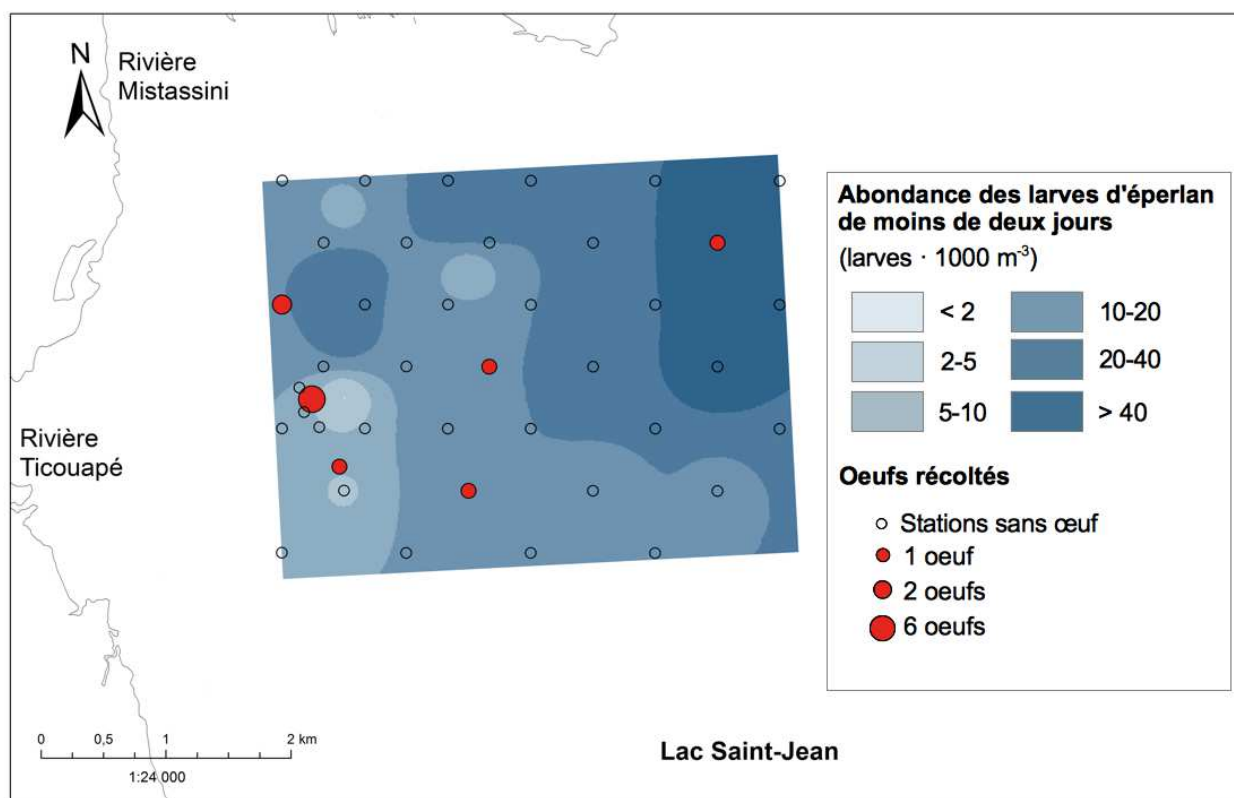 N
Rivière
Mistassini
Rivière
Ticouapé
Abondance des larves d'éperlan
de moins de deux jours
(larves · 1000 m-3)
< 2
10-20
2-5
20-40
5-10
> 40
Oeufs récoltés
Stations sans œuf
1 oeuf
2 oeufs
6 oeufs
0 0,5 1 2 km
1:24 000
Lac Saint-Jean